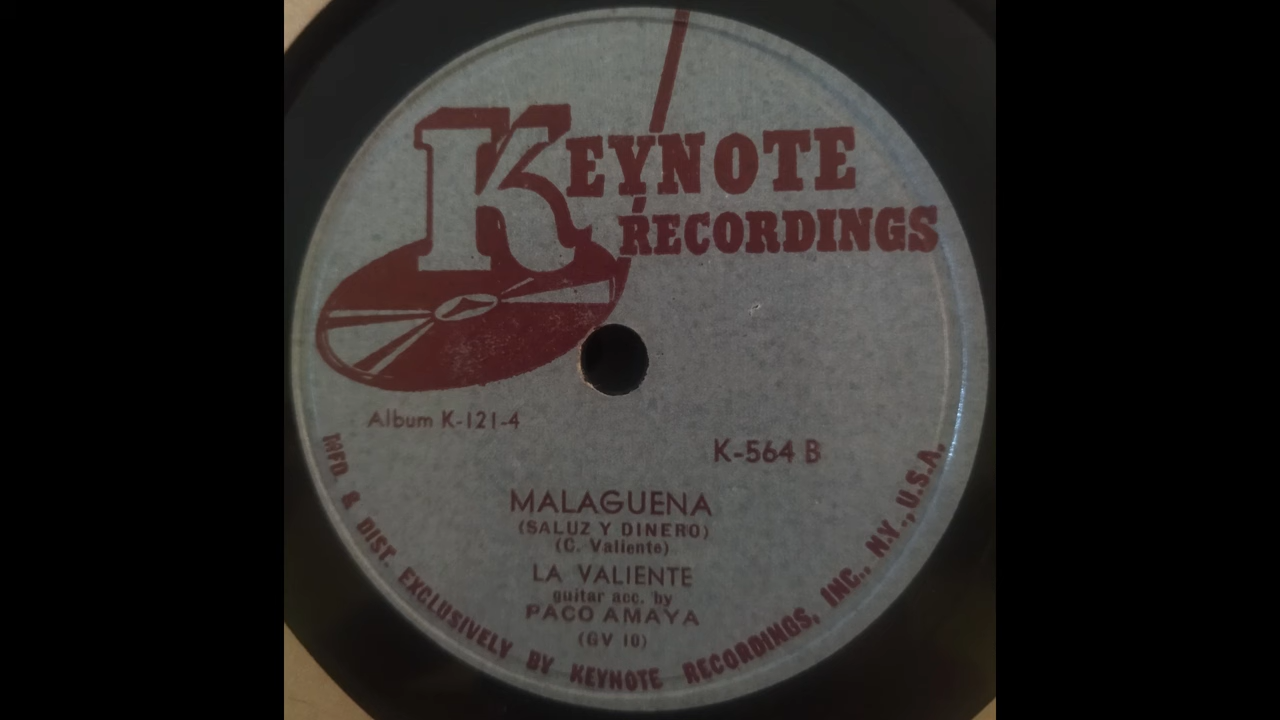 KEYNOTE
RECORDINGS
Album K-121-4
K-564 B
MALAGUENA
(SALUZ Y DINERO)
(C. Valiente)
LA VALIENTE
guitar acc. by
PACO AMAYA
(GV 10)
MFD. & DIST. EXCLUSIVELY BY KEYNOTE RECORDINGS, INC., N.Y., U.S.A.